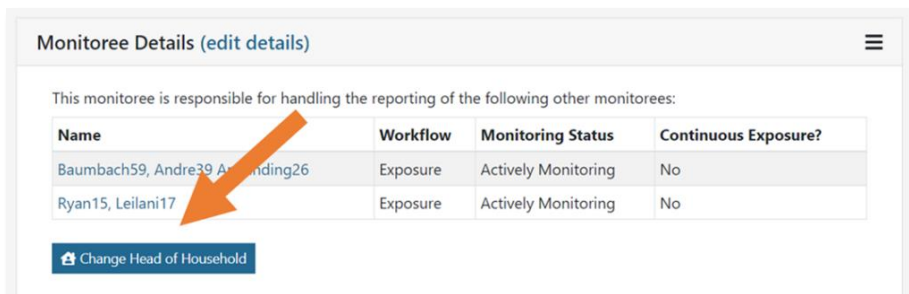 Monitoree Details (edit details)
This monitoree is responsible for handling the reporting of the following other monitorees:
Name Workflow Monitoring Status Continuous Exposure?
Baumbach59, Andre39 Exposure Actively Monitoring No
Ryan15, Leilani17 Exposure Actively Monitoring No
Change Head of Household